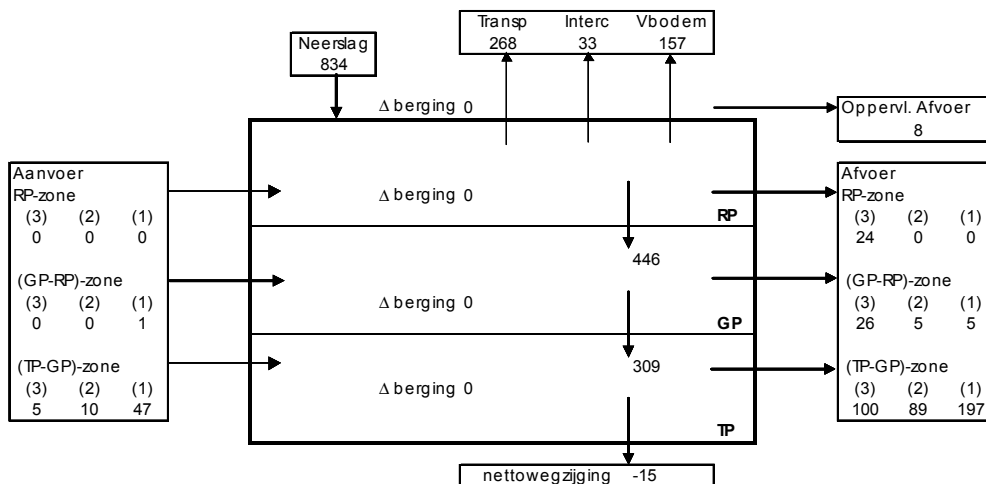 Transp Interc Vbodem
268 33 157
Neerslag
834
Δ berging 0
Oppervl. Afvoer
8
Aanvoer
RP-zone
(3) (2) (1)
0 0 0
(GP-RP)-zone
(3) (2) (1)
0 0 1
(TP-GP)-zone
(3) (2) (1)
5 10 47
Δ berging 0
RP
446
Δ berging 0
GP
309
Δ berging 0
TP
Afvoer
RP-zone
(3) (2) (1)
24 0 0
(GP-RP)-zone
(3) (2) (1)
26 5 5
(TP-GP)-zone
(3) (2) (1)
100 89 197
nettowegzijging -15